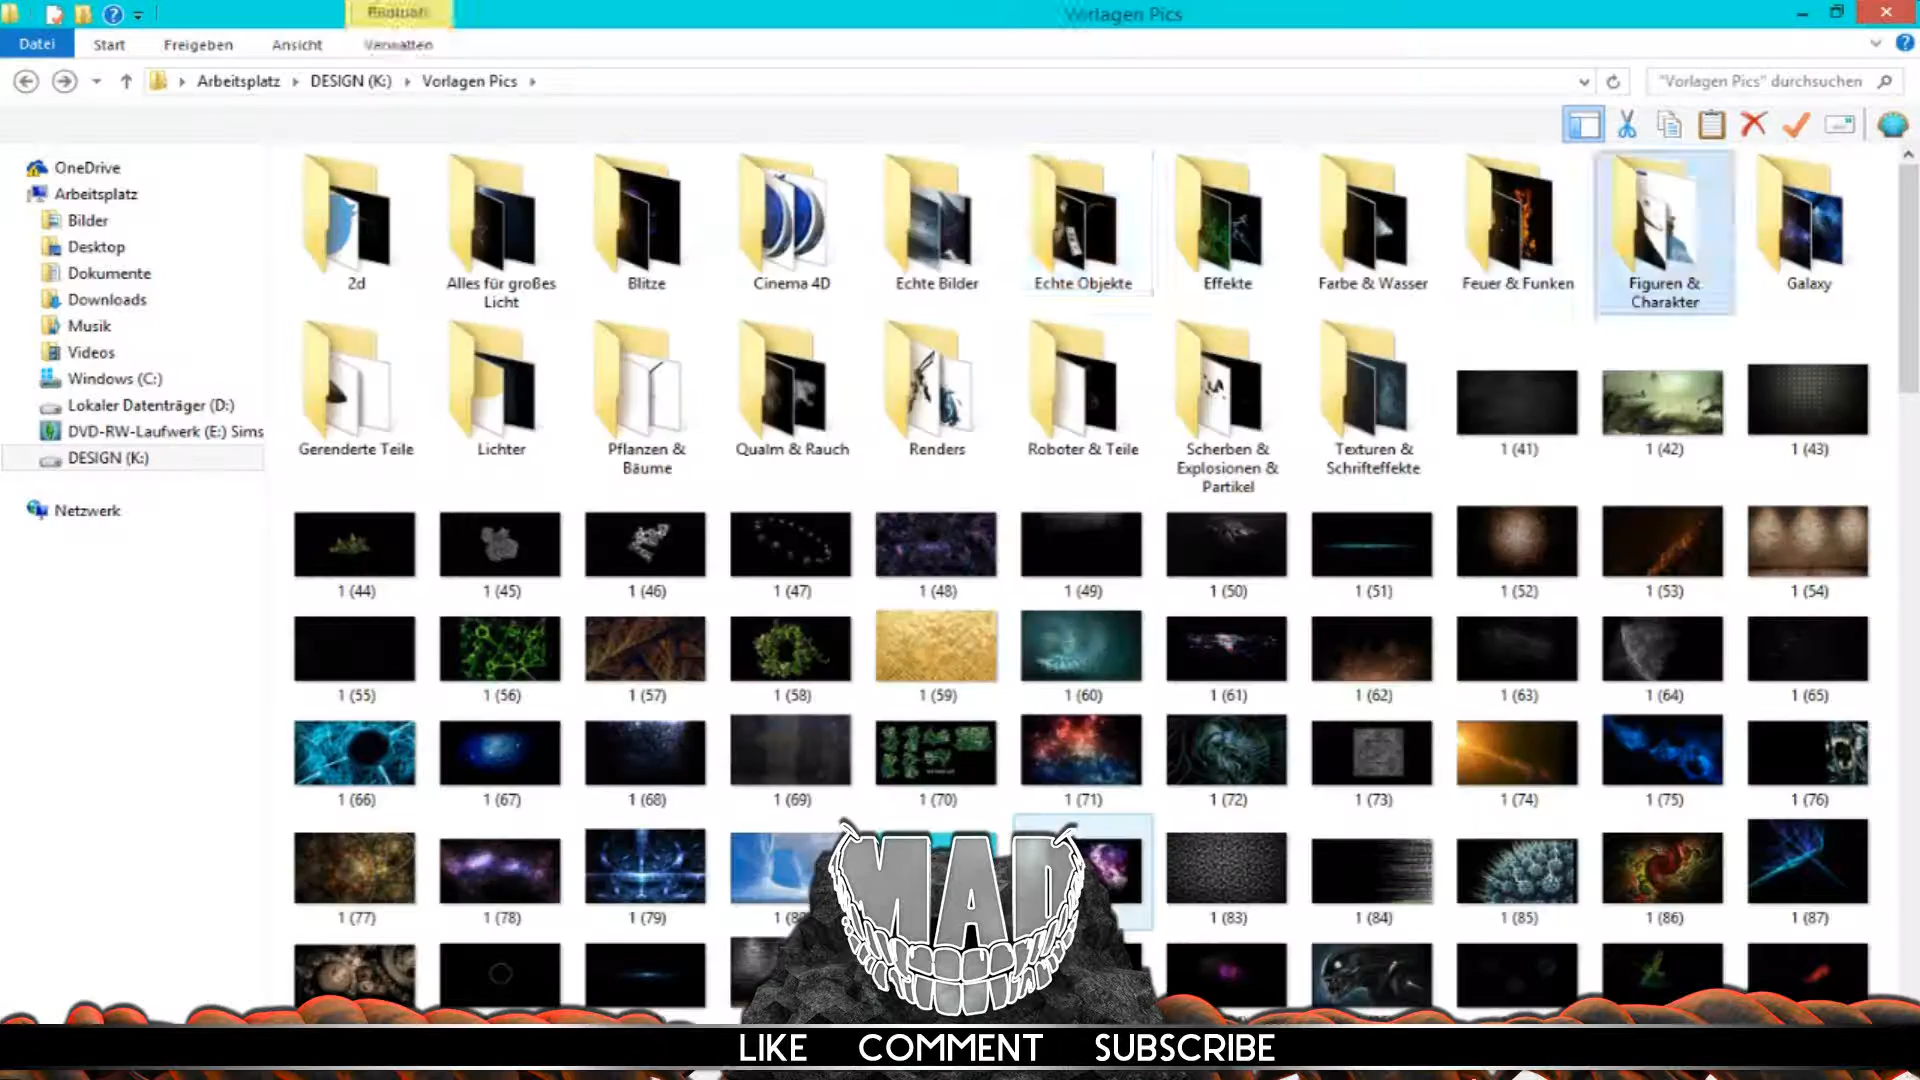 Vorlagen Pics
Datei Start Freigeben Ansicht Verwalten
Arbeitsplatz DESIGN (K:) Vorlagen Pics
"Vorlagen Pics" durchsuchen
OneDrive
Arbeitsplatz
Bilder
Desktop
Dokumente
Downloads
Musik
Videos
Windows (C:)
Lokaler Datenträger (D:)
DVD-RW-Laufwerk (E:) Sims
DESIGN (K:)
Netzwerk
2d
Alles für großes
Licht
Blitze
Cinema 4D
Echte Bilder
Echte Objekte
Effekte
Farbe & Wasser
Feuer & Funken
Figuren &
Charakter
Galaxy
Gerenderte Teile
Lichter
Pflanzen &
Bäume
Qualm & Rauch
Renders
Roboter & Teile
Scherben &
Explosionen &
Partikel
Texturen &
Schrifteffekte
1 (41)
1 (42)
1 (43)
1 (44)
1 (45)
1 (46)
1 (47)
1 (48)
1 (49)
1 (50)
1 (51)
1 (52)
1 (53)
1 (54)
1 (55)
1 (56)
1 (57)
1 (58)
1 (59)
1 (60)
1 (61)
1 (62)
1 (63)
1 (64)
1 (65)
1 (66)
1 (67)
1 (68)
1 (69)
1 (70)
1 (71)
1 (72)
1 (73)
1 (74)
1 (75)
1 (76)
1 (77)
1 (78)
1 (79)
1 (83)
1 (84)
1 (85)
1 (86)
1 (87)
MAD
LIKE COMMENT SUBSCRIBE